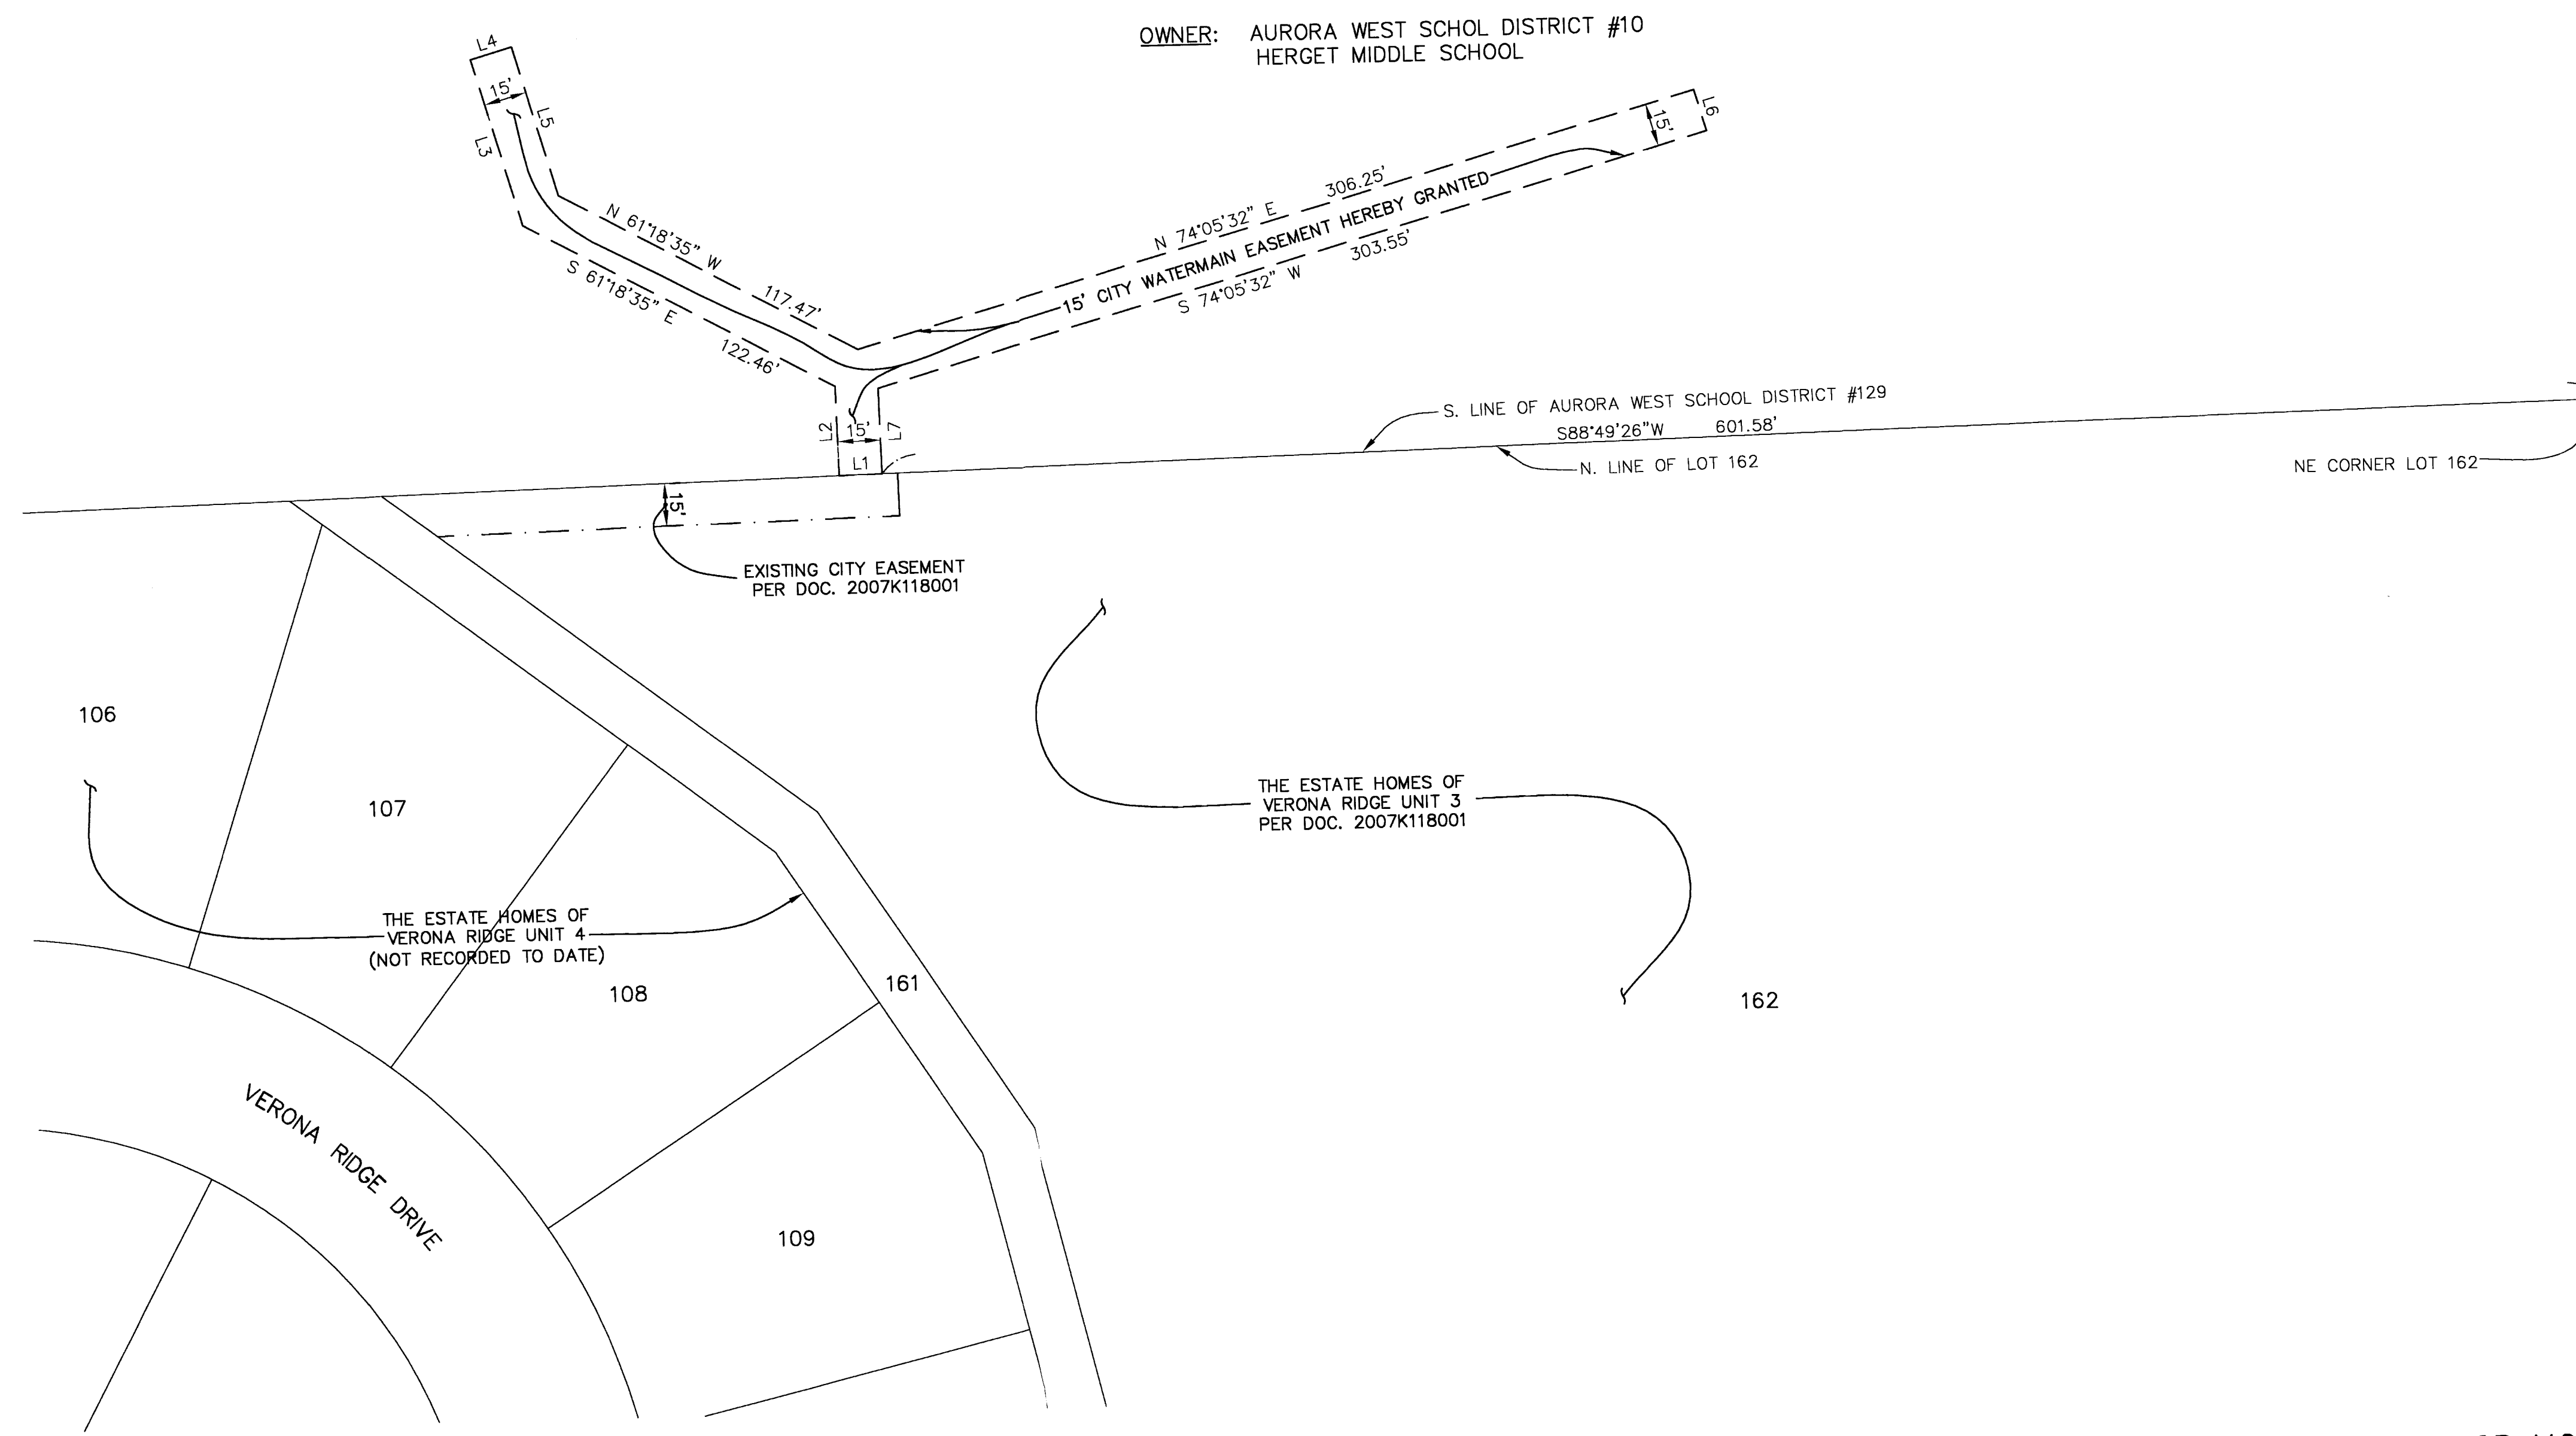 OWNER: AURORA WEST SCHOL DISTRICT #10
HERGET MIDDLE SCHOOL
L4
15'
L5
L3
L6
15'
N 61°18'35" W
117.47'
S 61°18'35" E
122.46'
N 74°05'32" E
306.25'
15' CITY WATERMAIN EASEMENT HEREBY GRANTED
S 74°05'32" W
303.55'
L2
15'
L7
L1
S. LINE OF AURORA WEST SCHOOL DISTRICT #129
S88°49'26"W 601.58'
N. LINE OF LOT 162
NE CORNER LOT 162
15'
EXISTING CITY EASEMENT
PER DOC. 2007K118001
106
107
THE ESTATE HOMES OF
VERONA RIDGE UNIT 3
PER DOC. 2007K118001
THE ESTATE HOMES OF
VERONA RIDGE UNIT 4
(NOT RECORDED TO DATE)
108
161
162
VERONA RIDGE DRIVE
109